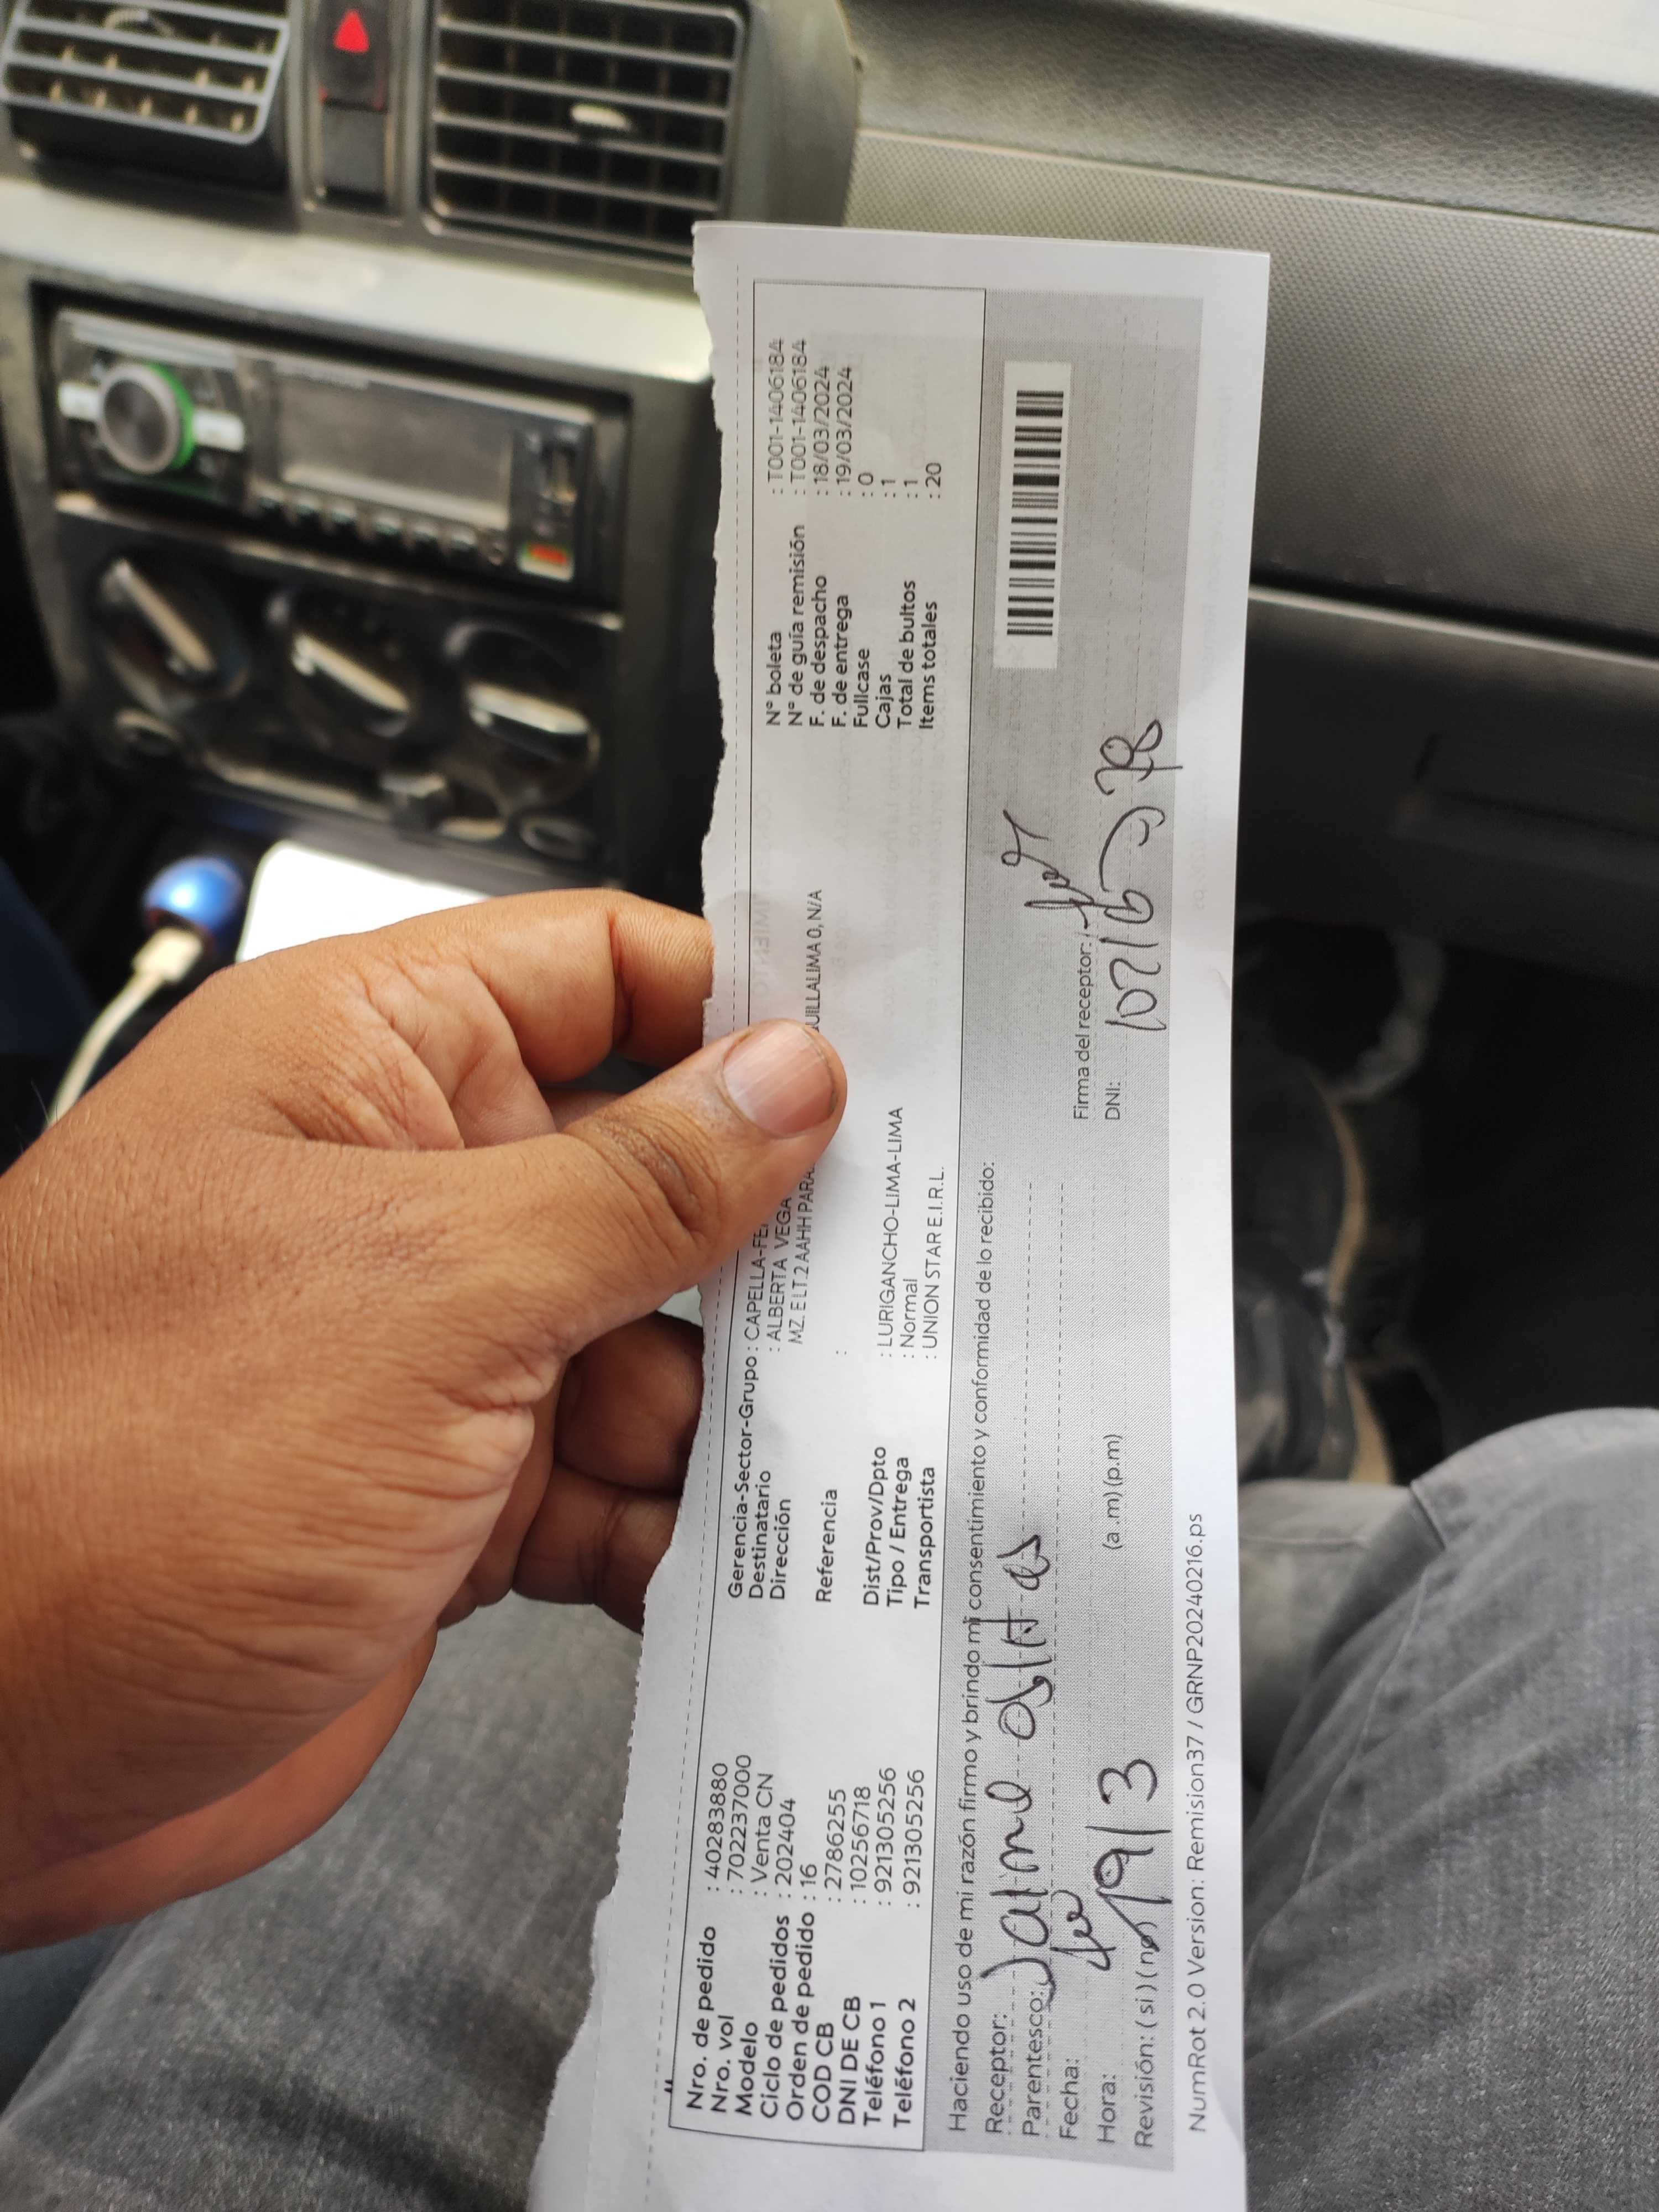 Nro. de pedido : 40283880
Nro. vol : 702237000
Modelo : Venta CN
Ciclo de pedidos : 202404
Orden de pedido : 16
COD CB : 2786255
DNI DE CB : 10256718
Teléfono 1 : 921305256
Teléfono 2 : 921305256
Gerencia-Sector-Grupo : CAPELLA-
Destinatario : ALBERTA VEGA
Dirección MZ. E LT.2 AAHH UILLALIMA 0, N/A
Referencia :
Dist/Prov/Dpto : LURIGANCHO-LIMA-LIMA
Tipo / Entrega : Normal
Transportista : UNION STAR E.I.R.L.
N° boleta : T001-1406184
N° de guía remisión : T001-1406184
F. de despacho : 18/03/2024
F. de entrega : 19/03/2024
Fullcase : 0
Cajas : 1
Total de bultos : 1
Items totales : 20
Haciendo uso de mi razón firmo y brindo mi consentimiento y conformidad de lo recibido:
Receptor: Jaime
Parentesco:
Fecha: 19/3
Hora: (a .m) (p.m)
Revisión: ( si ) ( no )
Firma del receptor:
DNI:
NumRot 2.0 Version: Remision37 / GRNP20240216.ps